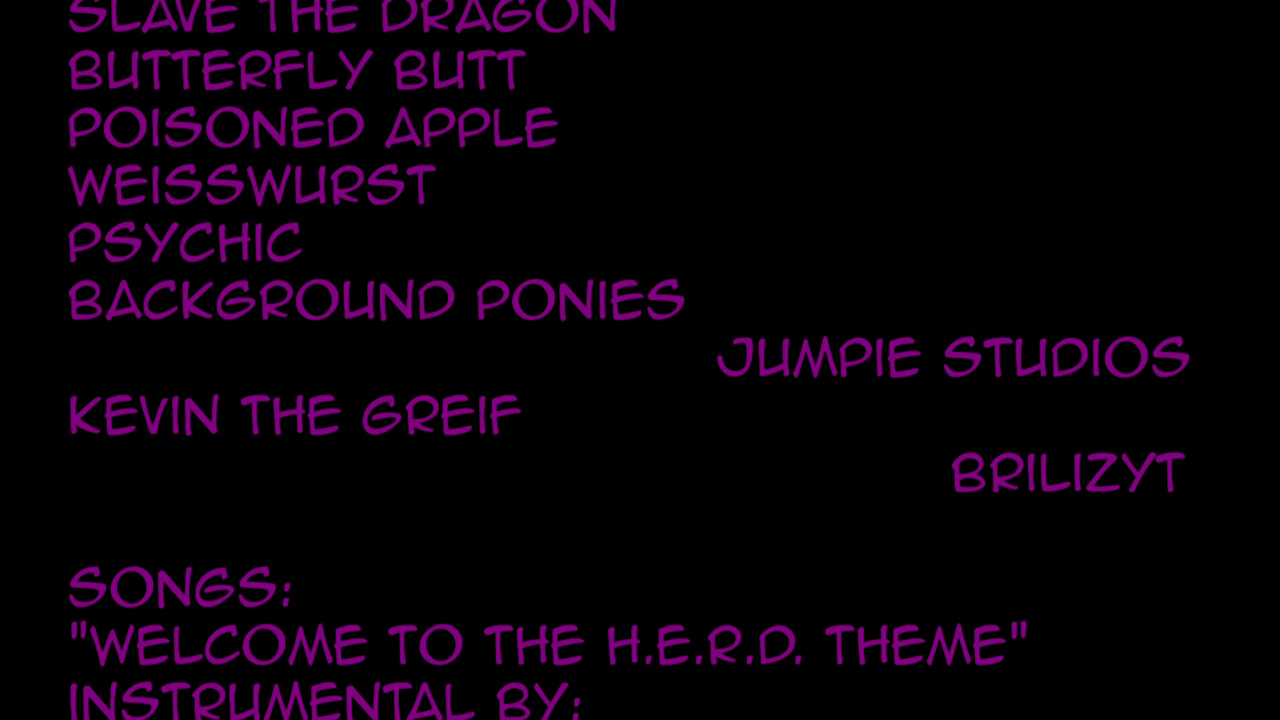 SLAVE THE DRAGON
BUTTERFLY BUTT
POISONED APPLE
WEISSWURST
PSYCHIC
BACKGROUND PONIES
JUMPIE STUDIOS
KEVIN THE GREIF
BRILIZYT
SONGS:
"WELCOME TO THE H.E.R.D. THEME"
INSTRUMENTAL BY: